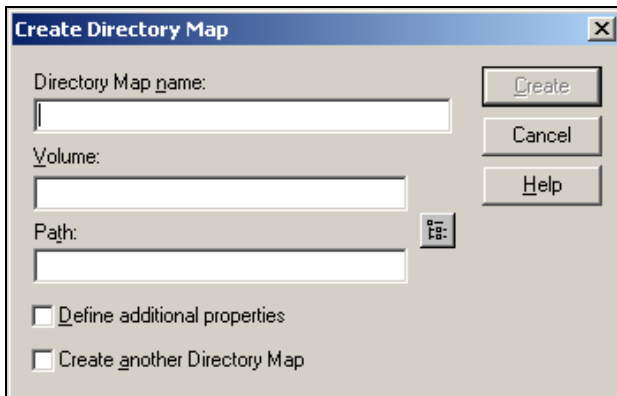 Create Directory Map
Directory Map name:
Create
Cancel
Volume:
Help
Path:
Define additional properties
Create another Directory Map